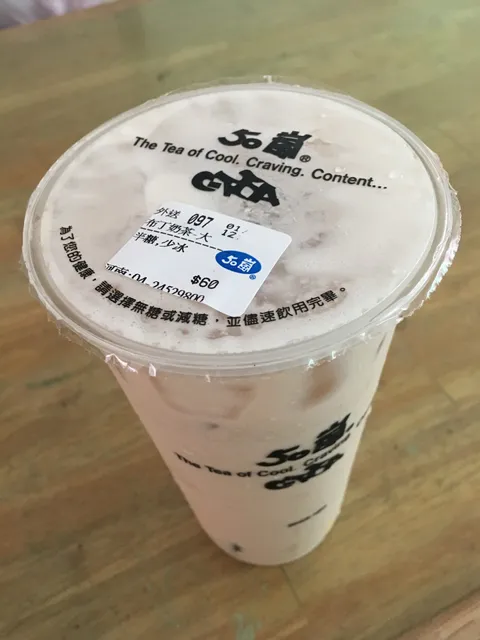 50嵐®
The Tea of Cool. Craving. Content...
外送 097 01/
布丁奶茶.大 12:
半糖,少冰
50嵐
$60
:04-24529800
為了您的健康,請選擇無糖或減糖,並儘速飲用完畢。
50嵐
The Tea of Cool. Craving.